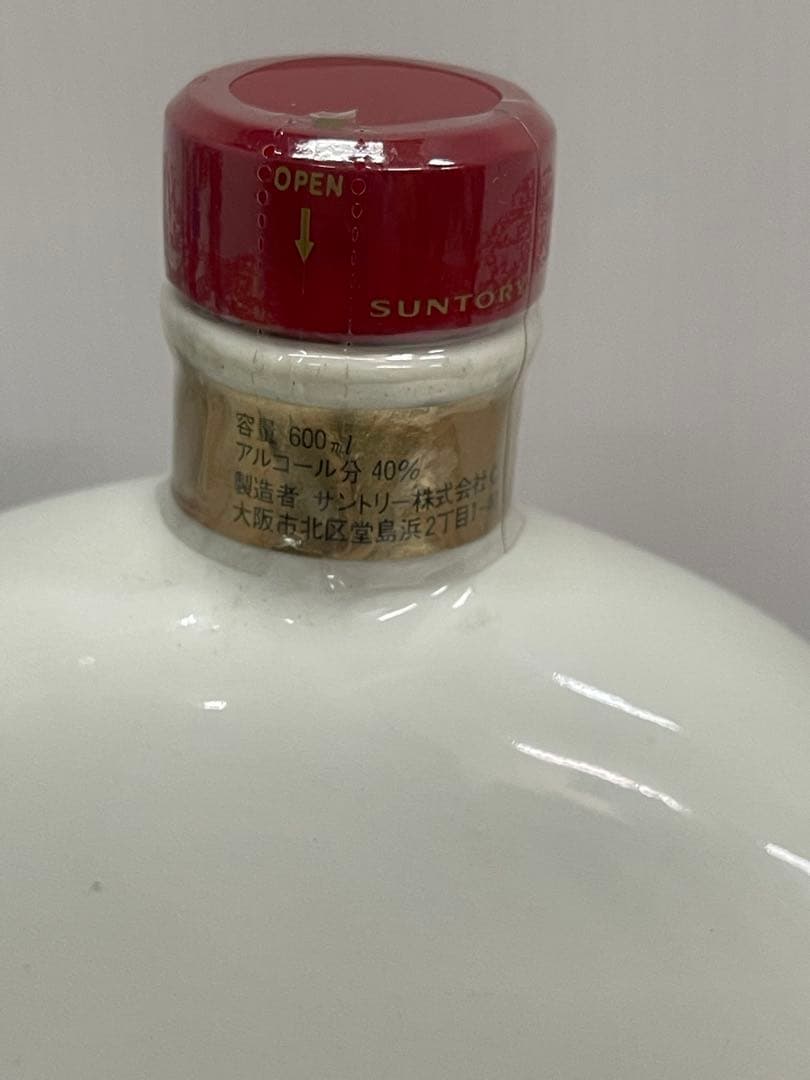 OPEN
SUNTORY
容量 600ml
アルコール分 40%
製造者 サントリー株式会社
大阪市北区堂島浜2丁目1-